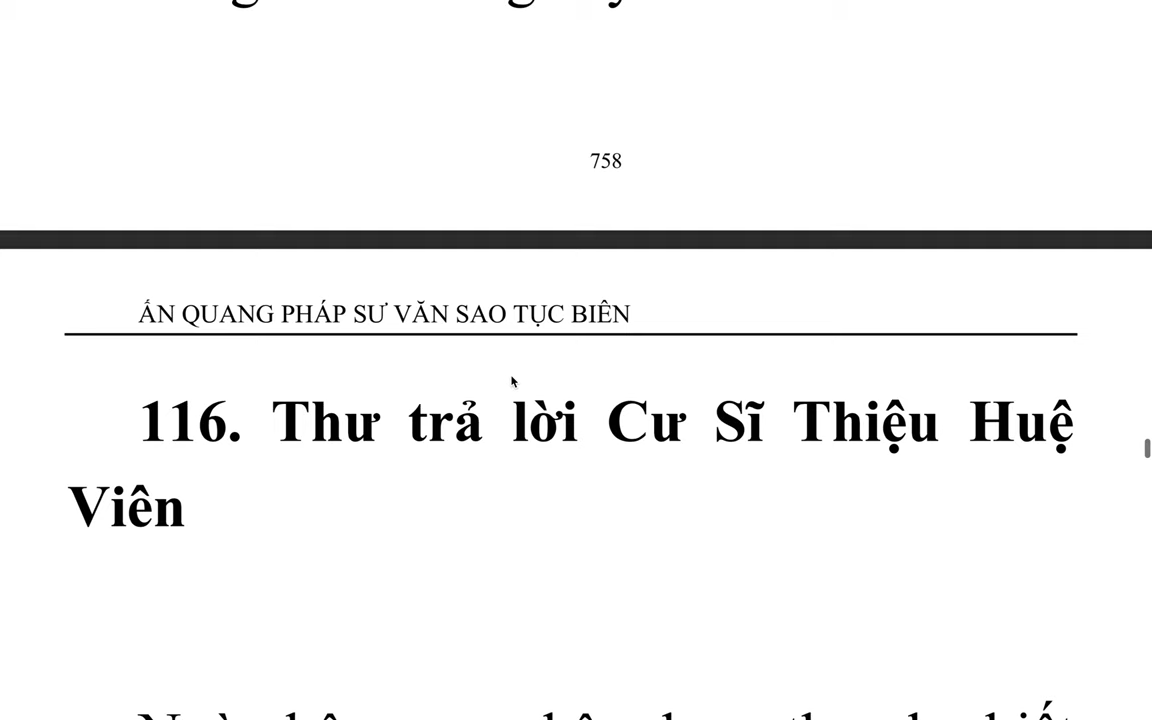 758
ẤN QUANG PHÁP SƯ VĂN SAO TỤC BIÊN
116. Thư trả lời Cư Sĩ Thiệu Huệ
Viên